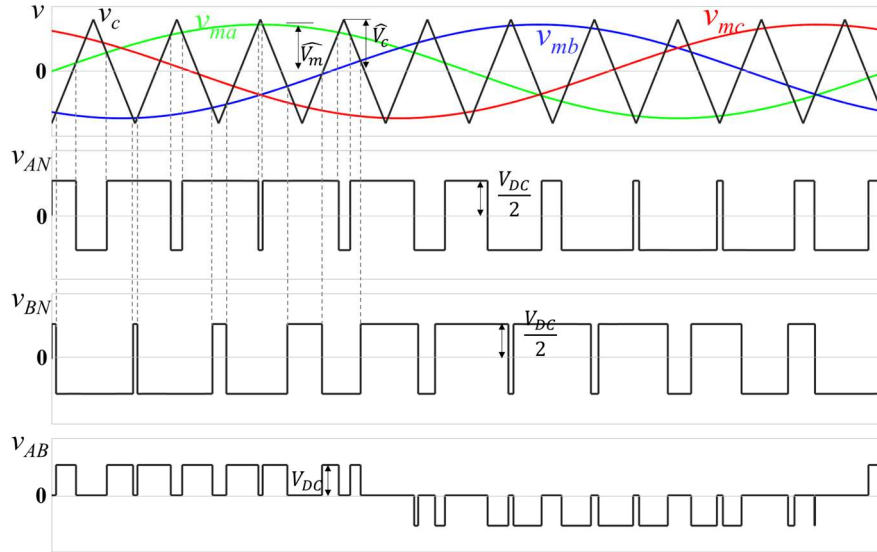 v
v_c
v_ma
V̂_m
v̂_c
v_mb
v_mc
0
v_AN
V_DC
2
0
v_BN
V_DC
2
0
v_AB
V_DC
0